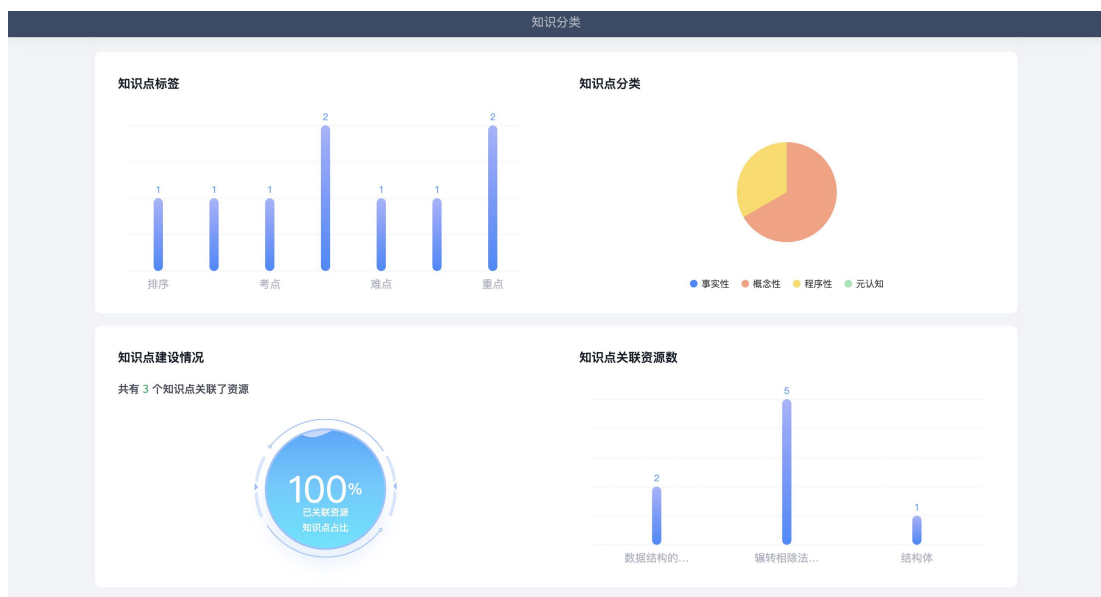 知识分类
知识点标签
2
2
1
1
1
1
1
排序
考点
难点
重点
知识点分类
事实性
概念性
程序性
元认知
知识点建设情况
共有 3 个知识点关联了资源
100%
已关联资源
知识点占比
知识点关联资源数
5
2
1
数据结构的...
辗转相除法...
结构体